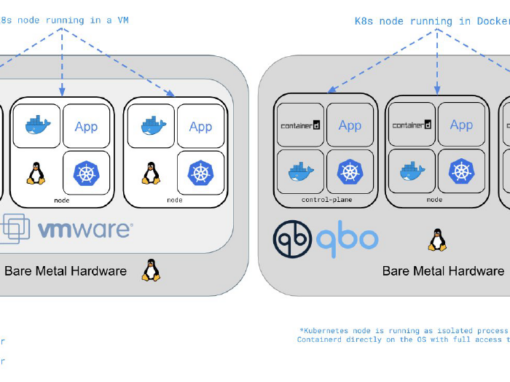 8s node running in a VM
K8s node running in Docker
App
App
node
node
vmware®
Bare Metal Hardware
containerd
App
containerd
App
control-plane
node
qb qbo
Bare Metal Hardware
*Kubernetes node is running as isolated process
Containerd directly on the OS with full access t
r
r